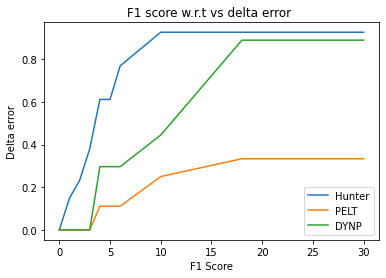 F1 score w.r.t vs delta error
Delta error
0.8
0.6
0.4
0.2
0.0
0 5 10 15 20 25 30
F1 Score
Hunter
PELT
DYNP